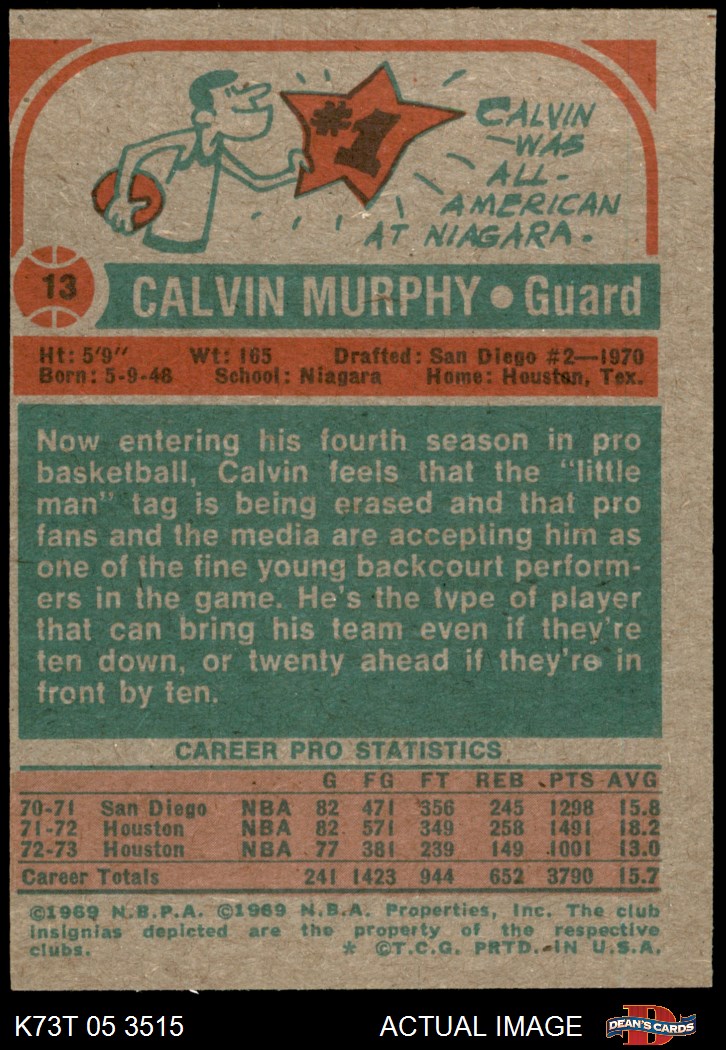 #1
CALVIN
WAS
ALL-
AMERICAN
AT NIAGARA.
13
CALVIN MURPHY • Guard
Ht: 5'9" Wt: 165 Drafted: San Diego #2—1970
Born: 5-9-48 School: Niagara Home: Houston, Tex.
Now entering his fourth season in pro
basketball, Calvin feels that the "little
man" tag is being erased and that pro
fans and the media are accepting him as
one of the fine young backcourt perform-
ers in the game. He's the type of player
that can bring his team even if they're
ten down, or twenty ahead if they're in
front by ten.
CAREER PRO STATISTICS
G FG FT REB PTS AVG
70-71 San Diego NBA 82 471 356 245 1298 15.8
71-72 Houston NBA 82 571 349 258 1491 18.2
72-73 Houston NBA 77 381 239 149 1001 13.0
Career Totals 241 1423 944 652 3790 15.7
©1969 N.B.P.A. ©1969 N.B.A. Properties, Inc. The club
insignias depicted are the property of the respective
clubs. * ©T.C.G. PRTD. IN U.S.A.
K73T 05 3515 ACTUAL IMAGE D DEAN'S CARDS